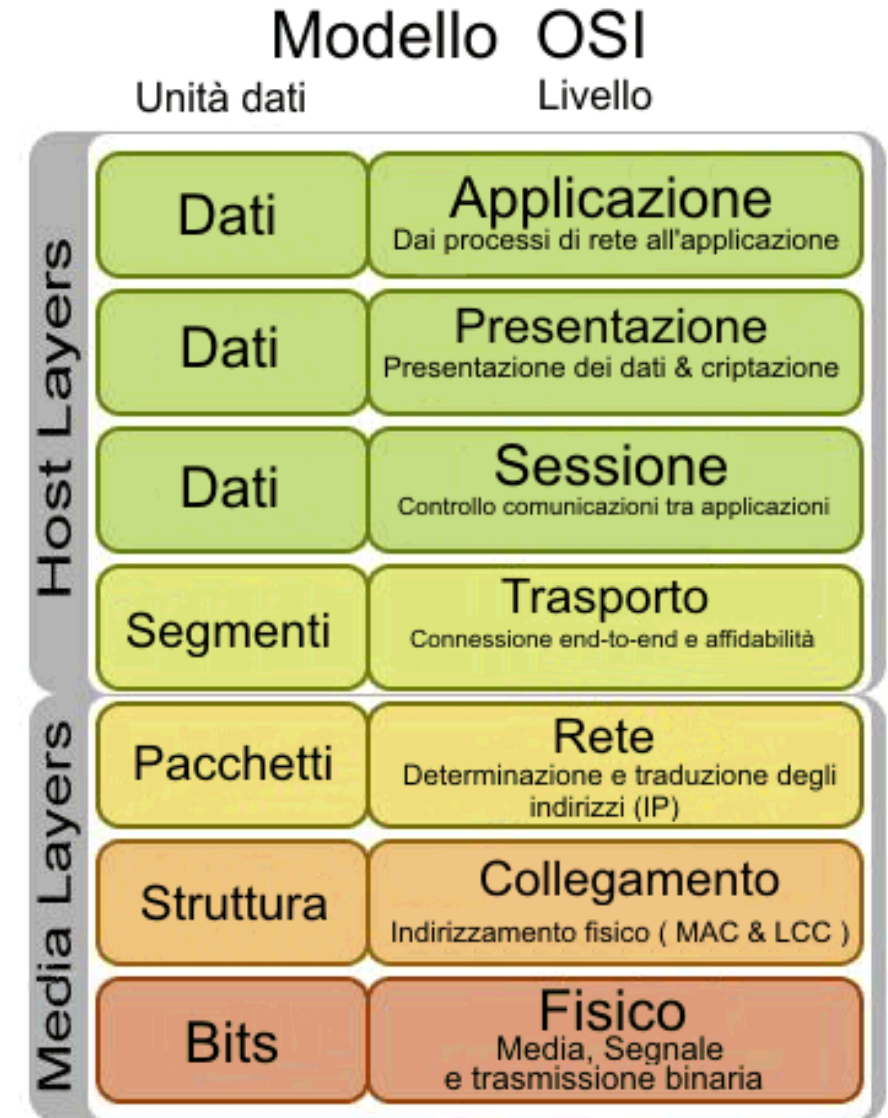 Modello OSI
Unità dati Livello
Host Layers
Dati
Applicazione
Dai processi di rete all'applicazione
Dati
Presentazione
Presentazione dei dati & criptazione
Dati
Sessione
Controllo comunicazioni tra applicazioni
Segmenti
Trasporto
Connessione end-to-end e affidabilità
Media Layers
Pacchetti
Rete
Determinazione e traduzione degli
indirizzi (IP)
Struttura
Collegamento
Indirizzamento fisico ( MAC & LCC )
Bits
Fisico
Media, Segnale
e trasmissione binaria